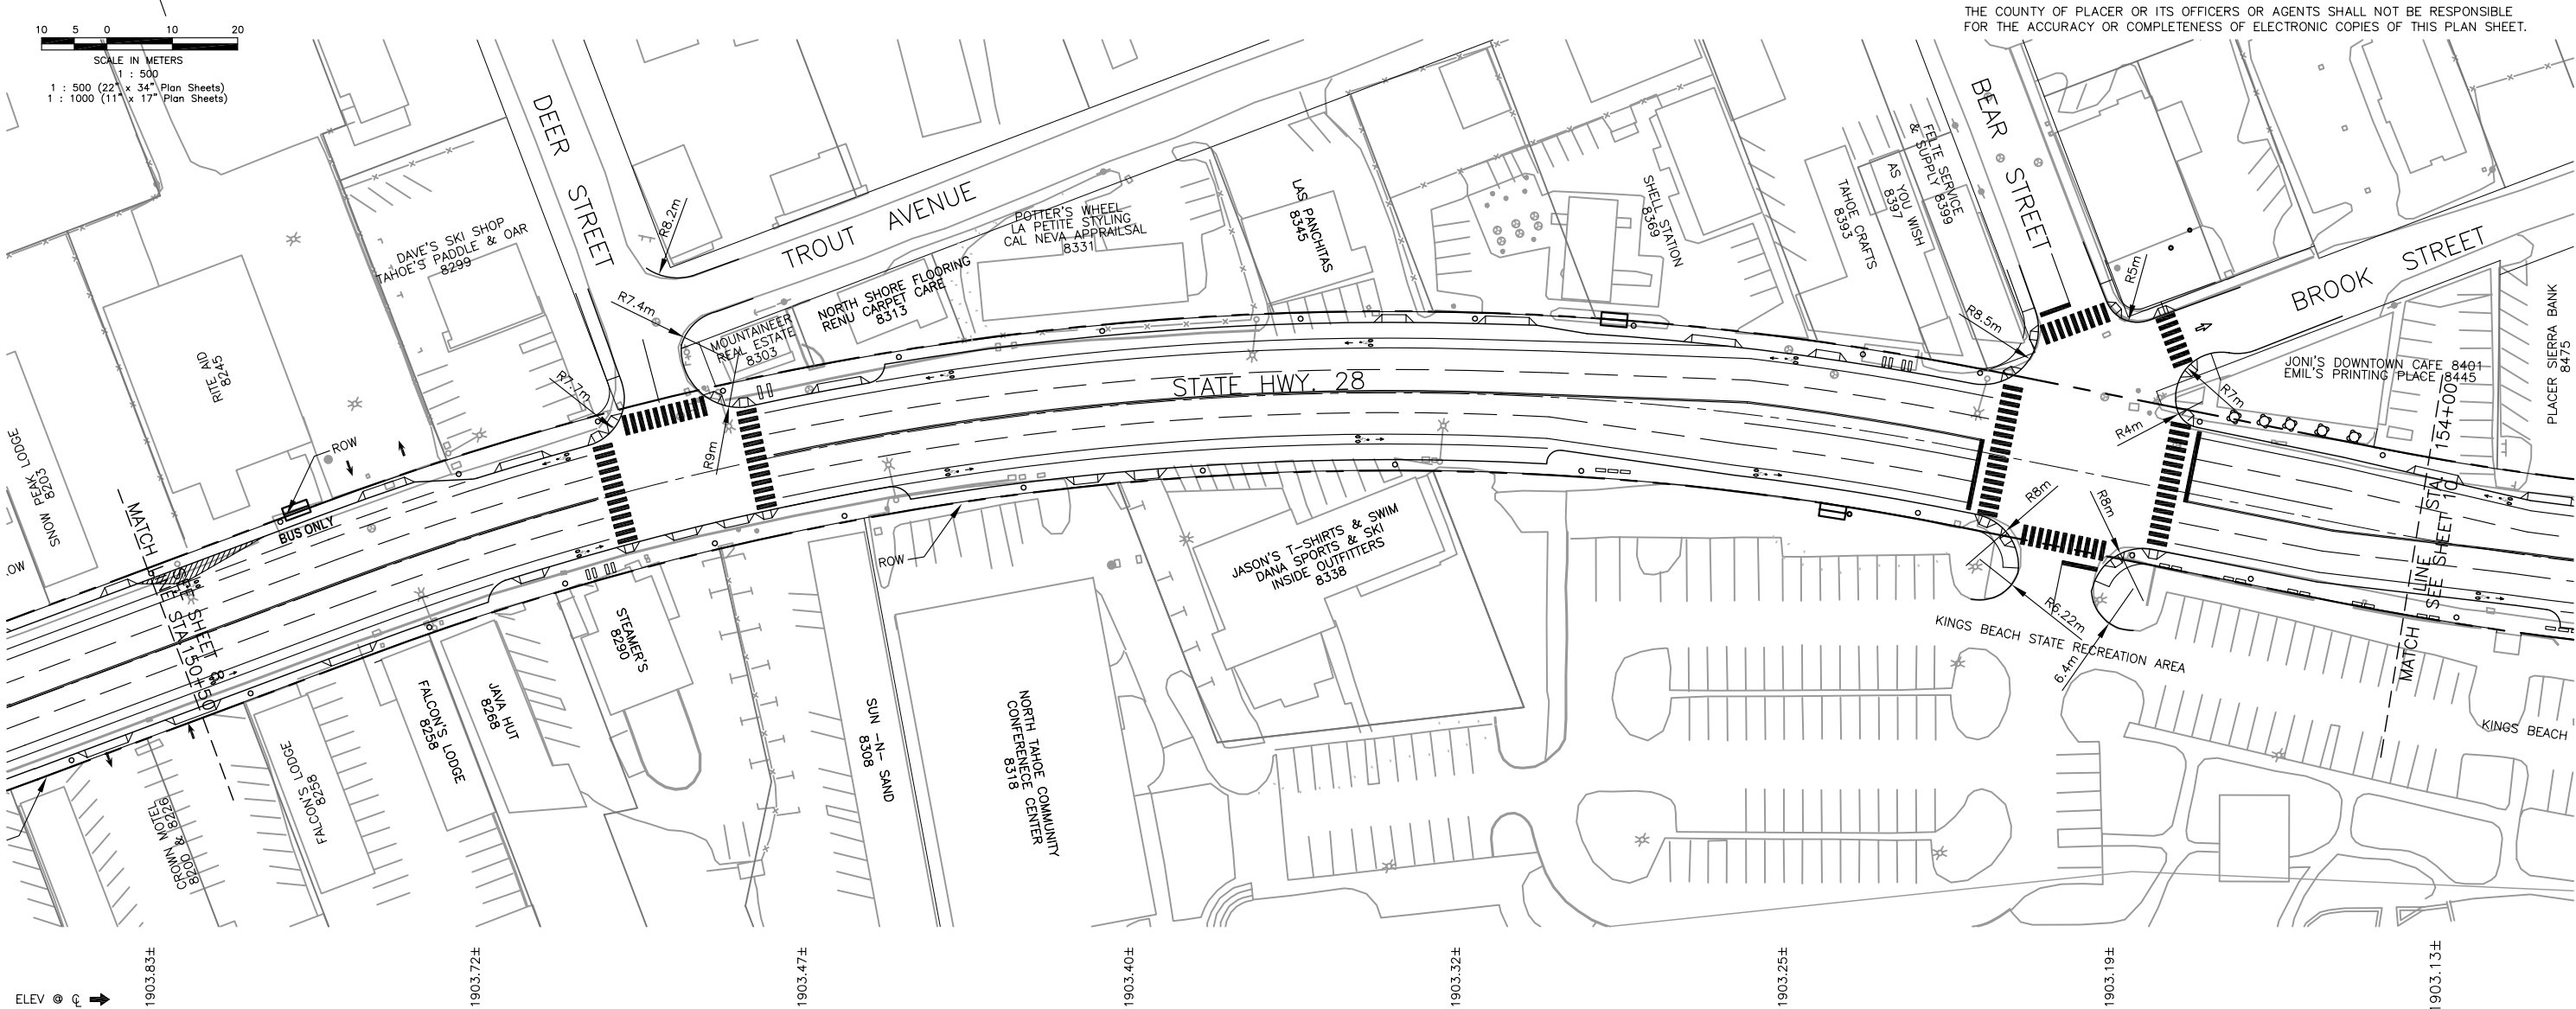 THE COUNTY OF PLACER OR ITS OFFICERS OR AGENTS SHALL NOT BE RESPONSIBLE
FOR THE ACCURACY OR COMPLETENESS OF ELECTRONIC COPIES OF THIS PLAN SHEET.
10 5 0 10 20
SCALE IN METERS
1 : 500
1 : 500 (22" x 34" Plan Sheets)
1 : 1000 (11" x 17" Plan Sheets)
DEER STREET
TROUT AVENUE
BEAR STREET
BROOK STREET
STATE HWY. 28
DAVE'S SKI SHOP
TAHOE'S PADDLE & OAR
8299
RITE AID
8245
SNOW PEAK LODGE
8203
ROW
BUS ONLY
OW
R8.2m
R7.4m
R7.7m
R9m
MOUNTAINEER
REAL ESTATE
8303
NORTH SHORE FLOORING
RENU CARPET CARE
8313
POTTER'S WHEEL
LA PETITE STYLING
CAL NEVA APPRAILSAL
8331
LAS PANCHITAS
8345
SHELL STATION
8369
TAHOE CRAFTS
8393
AS YOU WISH
8397
FELTE SERVICE
& SUPPLY 8399
R8.5m
R5m
R7m
R4m
JONI'S DOWNTOWN CAFE 8401
EMIL'S PRINTING PLACE 8445
PLACER SIERRA BANK
8475
MATCH LINE STA. 154+00
SEE SHEET 10
MATCH LINE STA 150+50
SEE SHEET 8
ROW
R8m
R8m
R6.22m
6.4m
KINGS BEACH STATE RECREATION AREA
KINGS BEACH
JASON'S T-SHIRTS & SWIM
DANA SPORTS & SKI
INSIDE OUTFITTERS
8338
NORTH TAHOE COMMUNITY
CONFERENECE CENTER
8318
SUN -N- SAND
8308
STEAMER'S
8290
JAVA HUT
8268
FALCON'S LODGE
8258
FALCON'S LODGE
8258
CROWN MOTEL
8200 & 8226
ELEV @ ℄
1903.83±
1903.72±
1903.47±
1903.40±
1903.32±
1903.25±
1903.19±
1903.13±